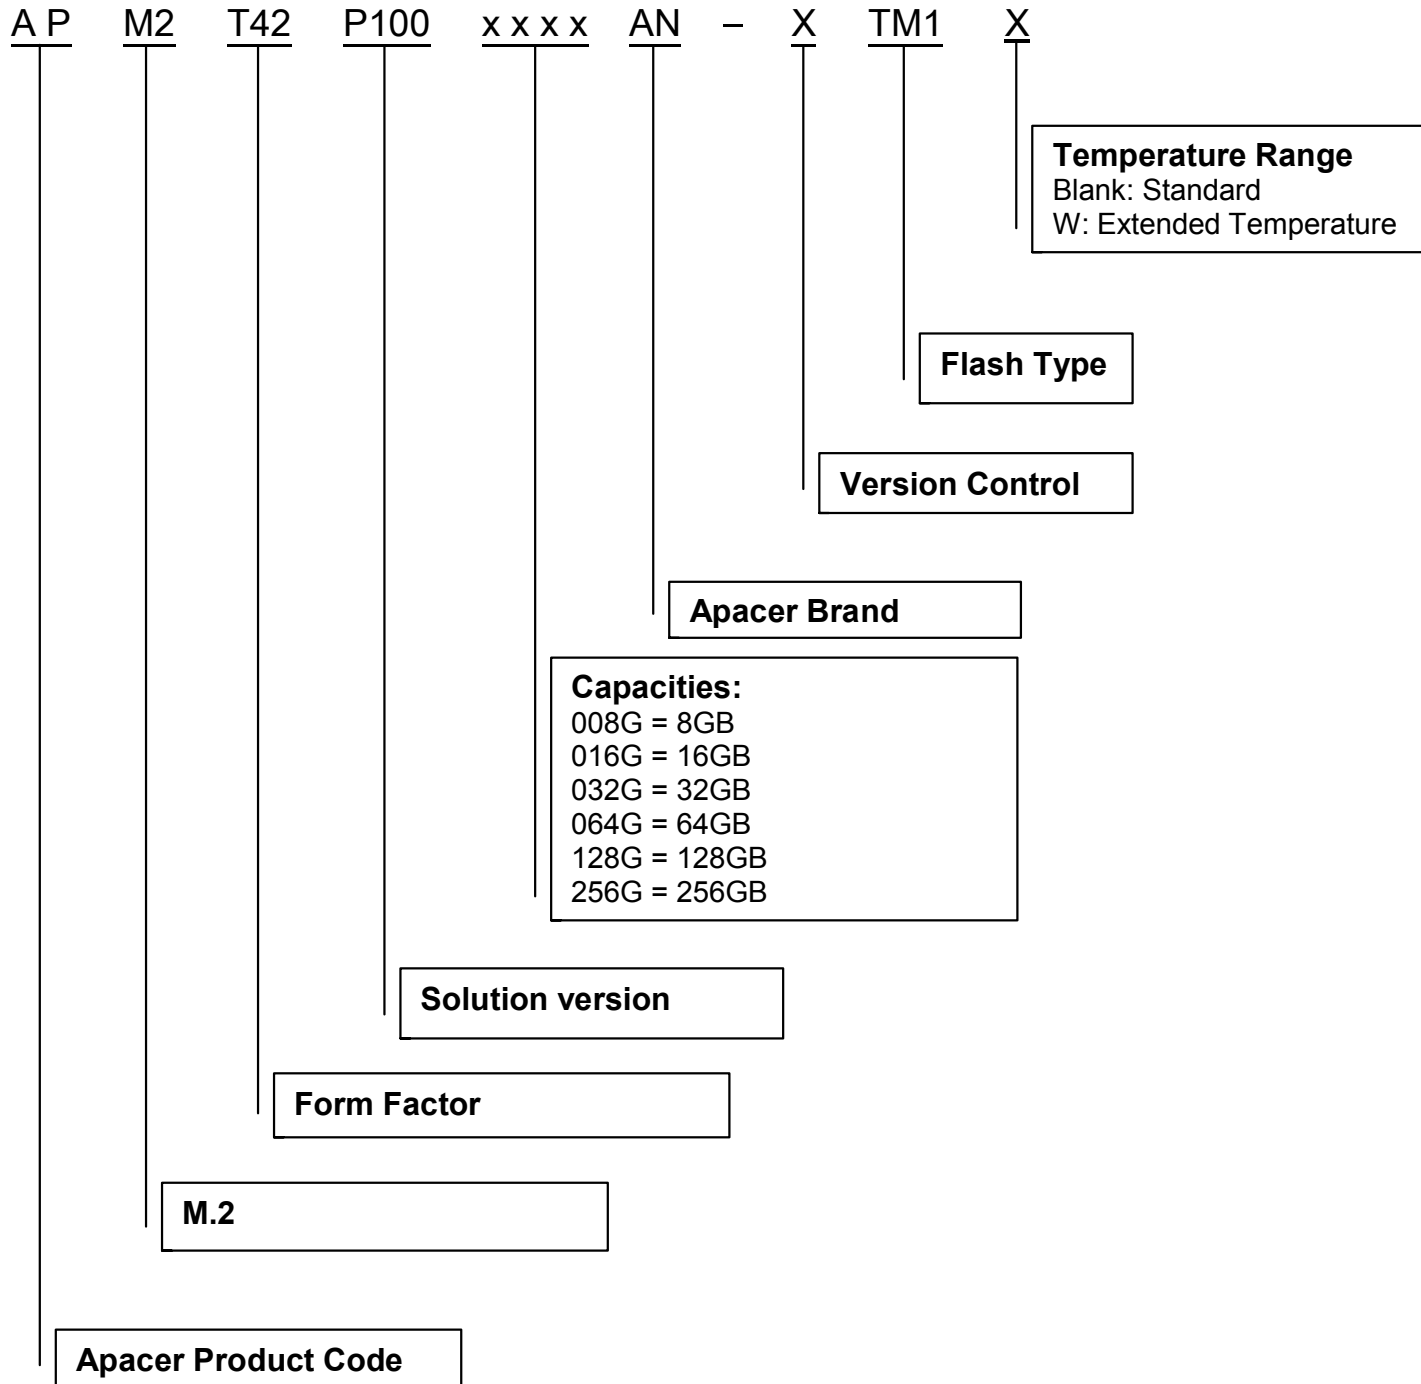 A P M2 T42 P100 x x x x AN – X TM1 X
Temperature Range
Blank: Standard
W: Extended Temperature
Flash Type
Version Control
Apacer Brand
Capacities:
008G = 8GB
016G = 16GB
032G = 32GB
064G = 64GB
128G = 128GB
256G = 256GB
Solution version
Form Factor
M.2
Apacer Product Code